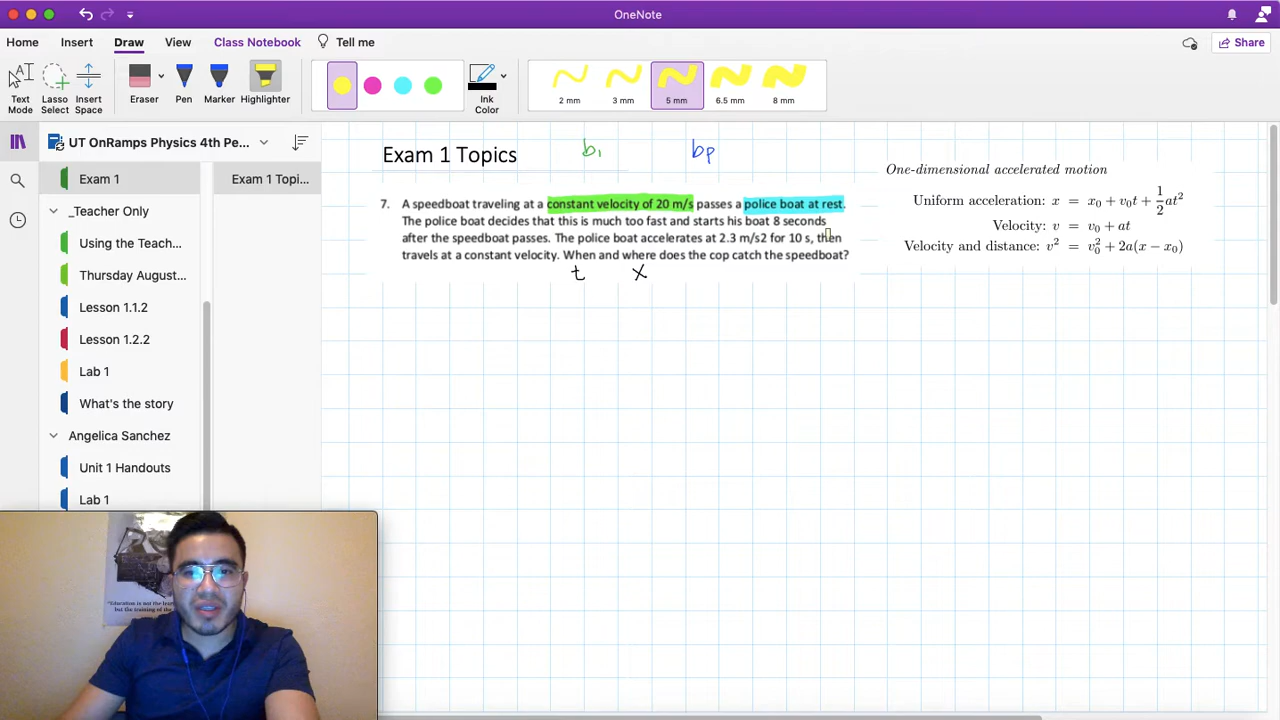 OneNote
Home Insert Draw View Class Notebook Tell me
Share
Text Mode
Lasso Select
Insert Space
Eraser
Pen
Marker
Highlighter
Ink Color
2 mm
3 mm
5 mm
6.5 mm
8 mm
UT OnRamps Physics 4th Pe...
Exam 1
_Teacher Only
Using the Teach...
Thursday August...
Lesson 1.1.2
Lesson 1.2.2
Lab 1
What's the story
Angelica Sanchez
Unit 1 Handouts
Lab 1
Exam 1 Topi...
Exam 1 Topics
b₁
bp
7. A speedboat traveling at a constant velocity of 20 m/s passes a police boat at rest.
The police boat decides that this is much too fast and starts his boat 8 seconds
after the speedboat passes. The police boat accelerates at 2.3 m/s2 for 10 s, then
travels at a constant velocity. When and where does the cop catch the speedboat?
t x
One-dimensional accelerated motion
Uniform acceleration: x = x₀ + v₀t + 1/2 at²
Velocity: v = v₀ + at
Velocity and distance: v² = v₀² + 2a(x − x₀)